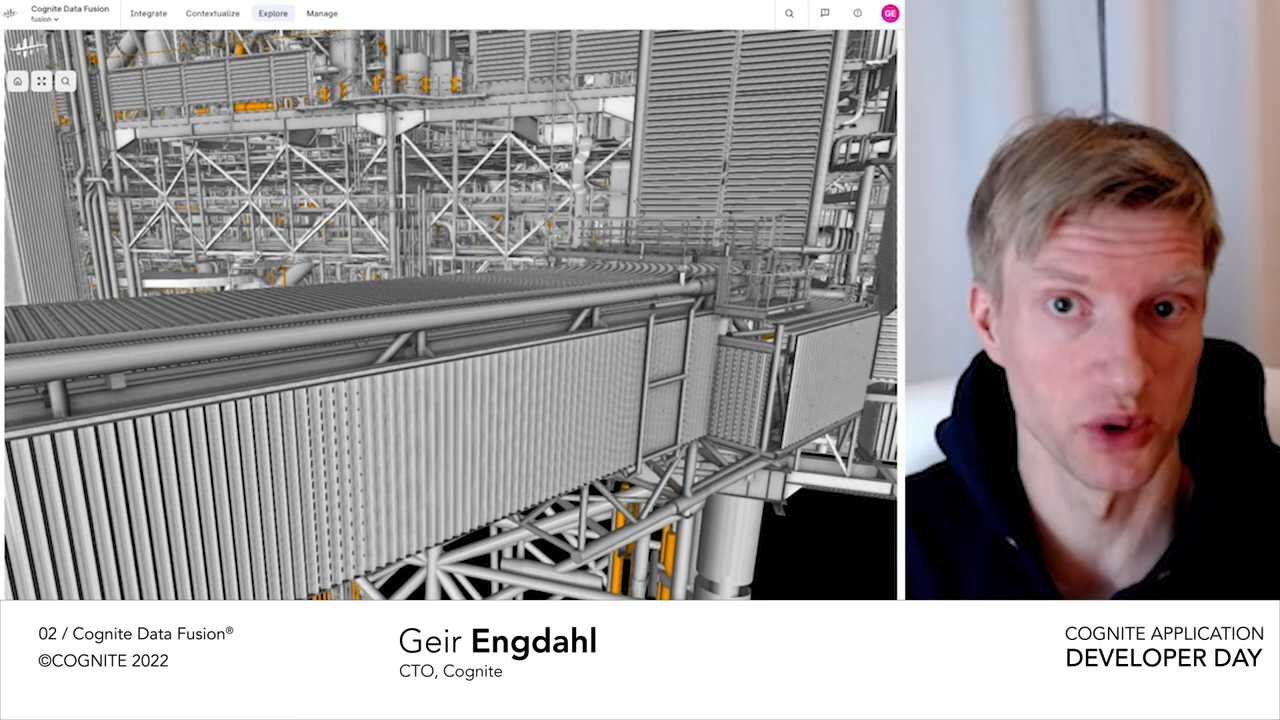 Cognite Data Fusion
fusion
Integrate
Contextualize
Explore
Manage
GE
02 / Cognite Data Fusion®
©COGNITE 2022
Geir Engdahl
CTO, Cognite
COGNITE APPLICATION
DEVELOPER DAY